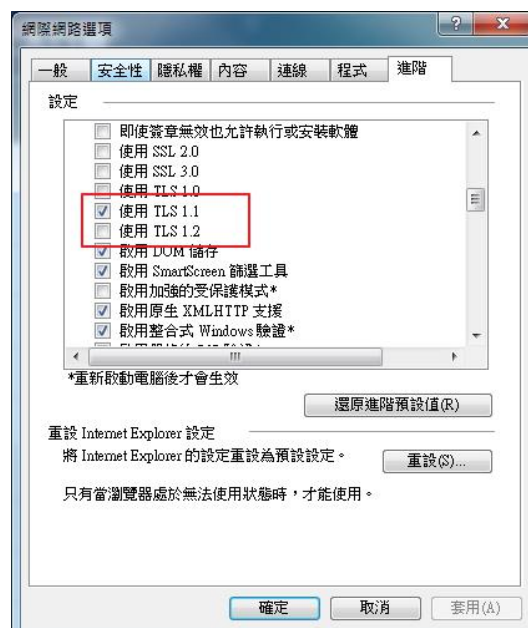 網際網路選項
一般 安全性 隱私權 內容 連線 程式 進階
設定
即使簽章無效也允許執行或安裝軟體
使用 SSL 2.0
使用 SSL 3.0
使用 TLS 1.0
使用 TLS 1.1
使用 TLS 1.2
啟用 DOM 儲存
啟用 SmartScreen 篩選工具
啟用加強的受保護模式*
啟用原生 XMLHTTP 支援
啟用整合式 Windows 驗證*
*重新啟動電腦後才會生效
還原進階預設值(R)
重設 Internet Explorer 設定
將 Internet Explorer 的設定重設為預設設定。
重設(S)...
只有當瀏覽器處於無法使用狀態時，才能使用。
確定 取消 套用(A)